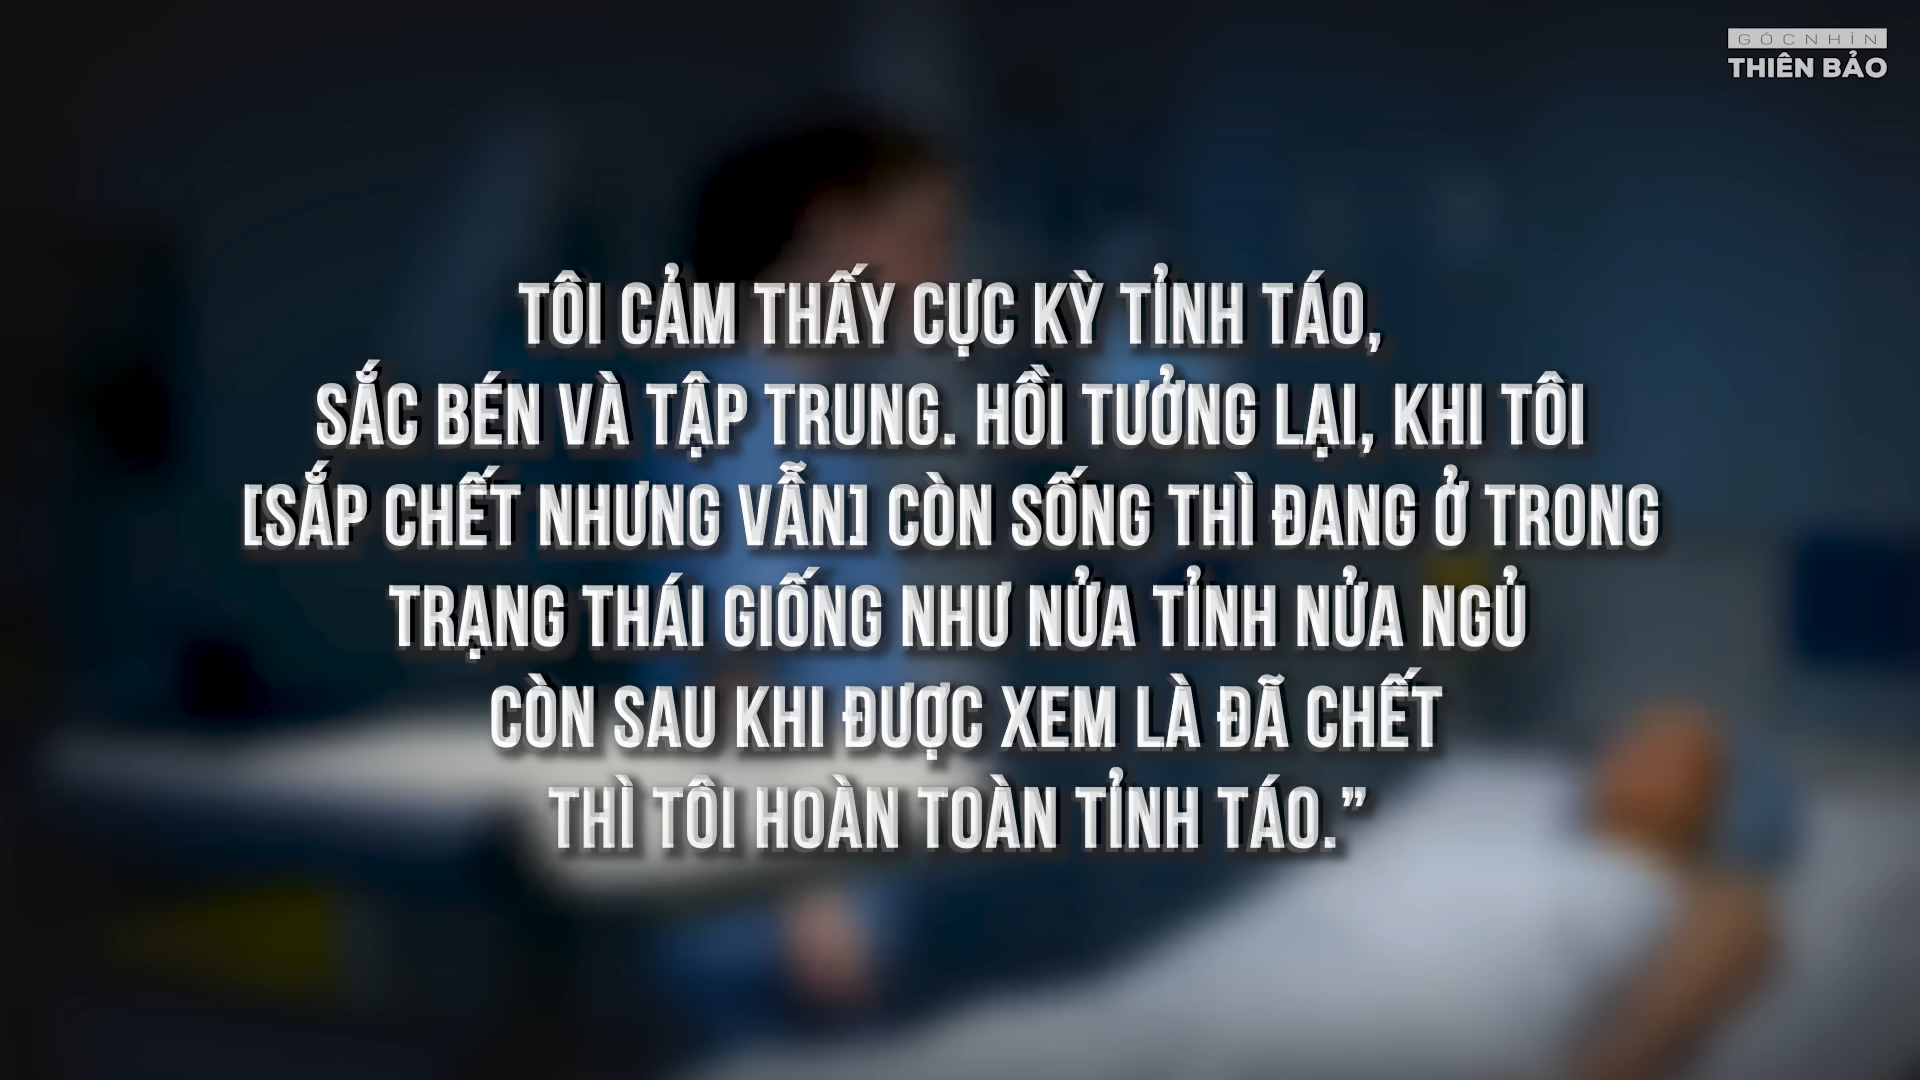 GÓC NHÌN
THIÊN BẢO
TÔI CẢM THẤY CỰC KỲ TỈNH TÁO,
SẮC BÉN VÀ TẬP TRUNG. HỒI TƯỞNG LẠI, KHI TÔI
[SẮP CHẾT NHƯNG VẪN] CÒN SỐNG THÌ ĐANG Ở TRONG
TRẠNG THÁI GIỐNG NHƯ NỬA TỈNH NỬA NGỦ
CÒN SAU KHI ĐƯỢC XEM LÀ ĐÃ CHẾT
THÌ TÔI HOÀN TOÀN TỈNH TÁO.”